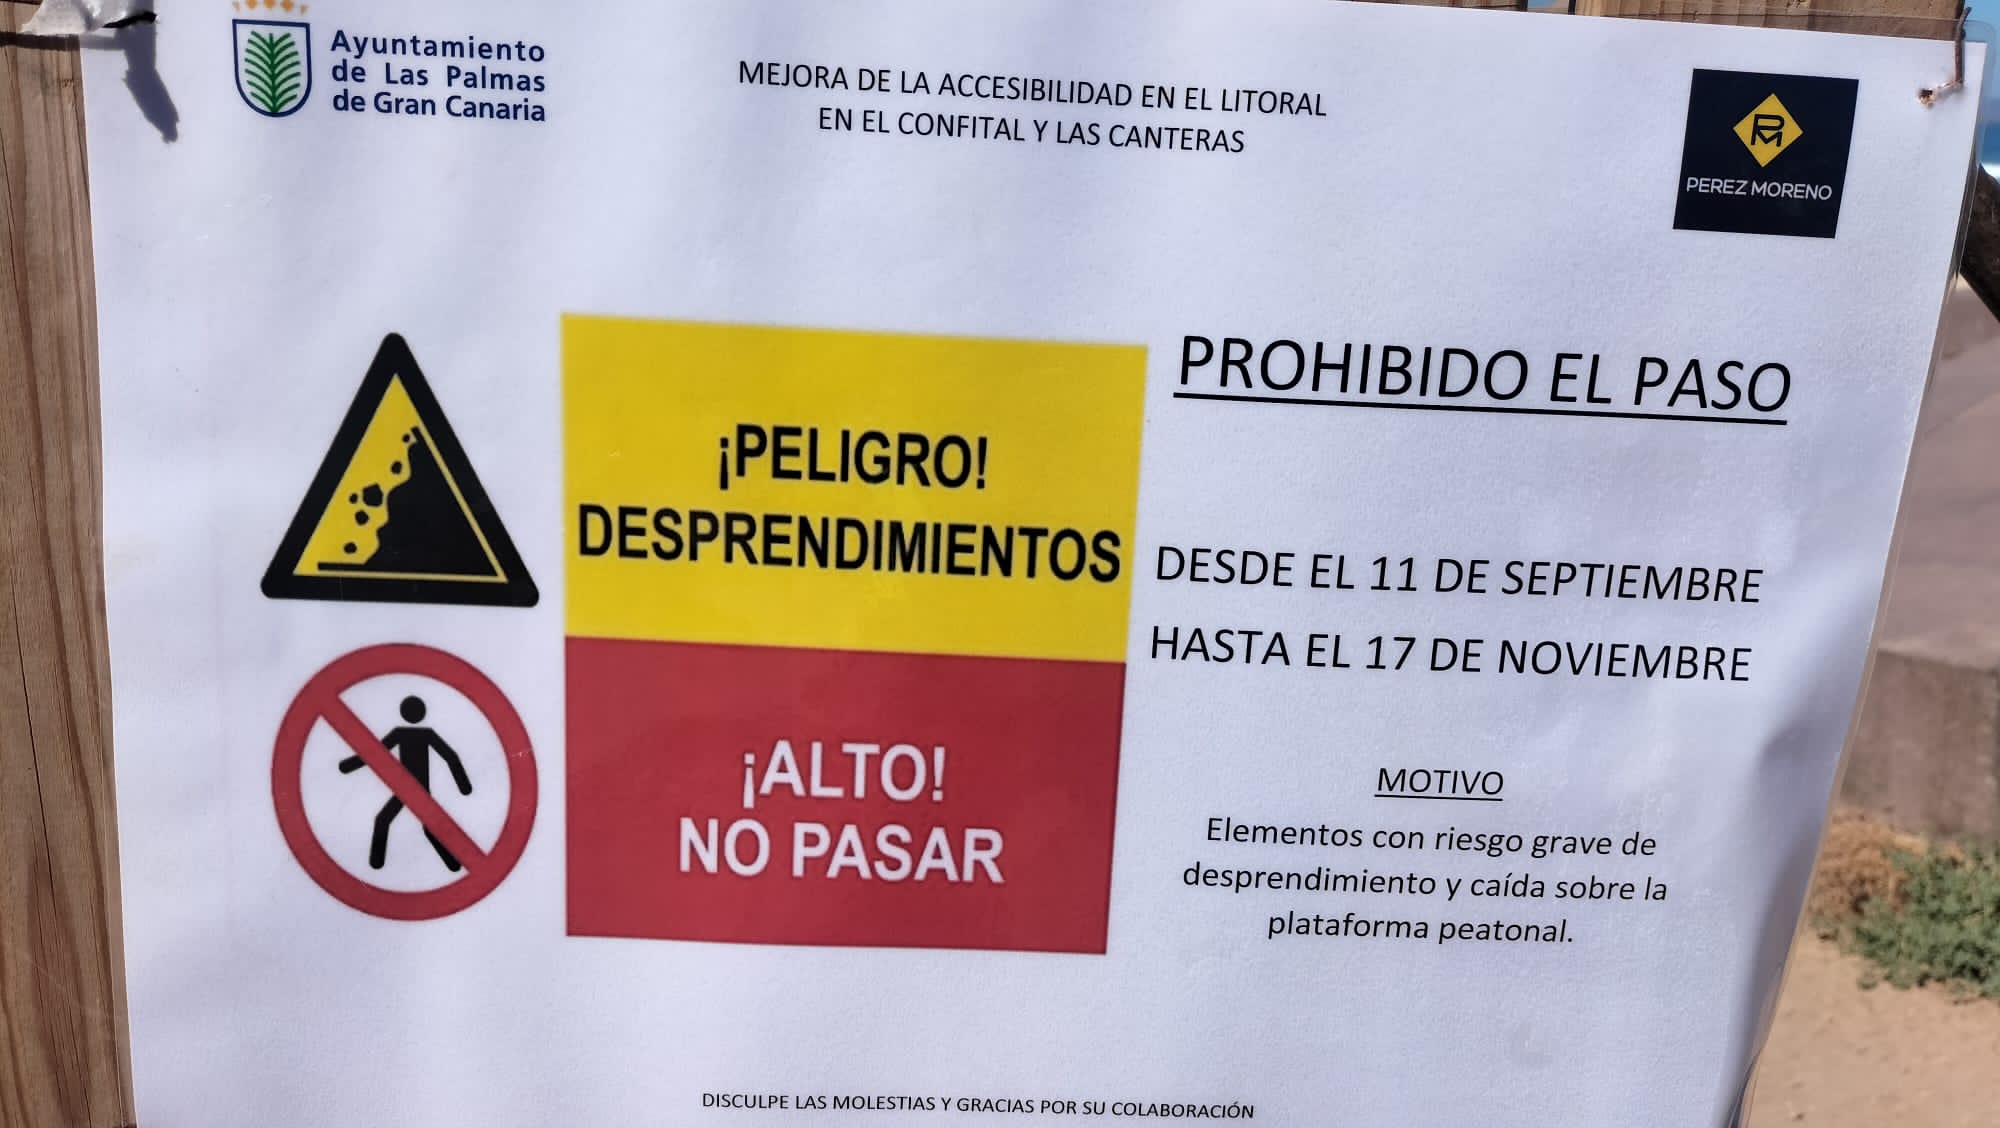 Ayuntamiento
de Las Palmas
de Gran Canaria
MEJORA DE LA ACCESIBILIDAD EN EL LITORAL
EN EL CONFITAL Y LAS CANTERAS
PM
PEREZ MORENO
¡PELIGRO!
DESPRENDIMIENTOS
¡ALTO!
NO PASAR
PROHIBIDO EL PASO
DESDE EL 11 DE SEPTIEMBRE
HASTA EL 17 DE NOVIEMBRE
MOTIVO
Elementos con riesgo grave de
desprendimiento y caída sobre la
plataforma peatonal.
DISCULPE LAS MOLESTIAS Y GRACIAS POR SU COLABORACIÓN